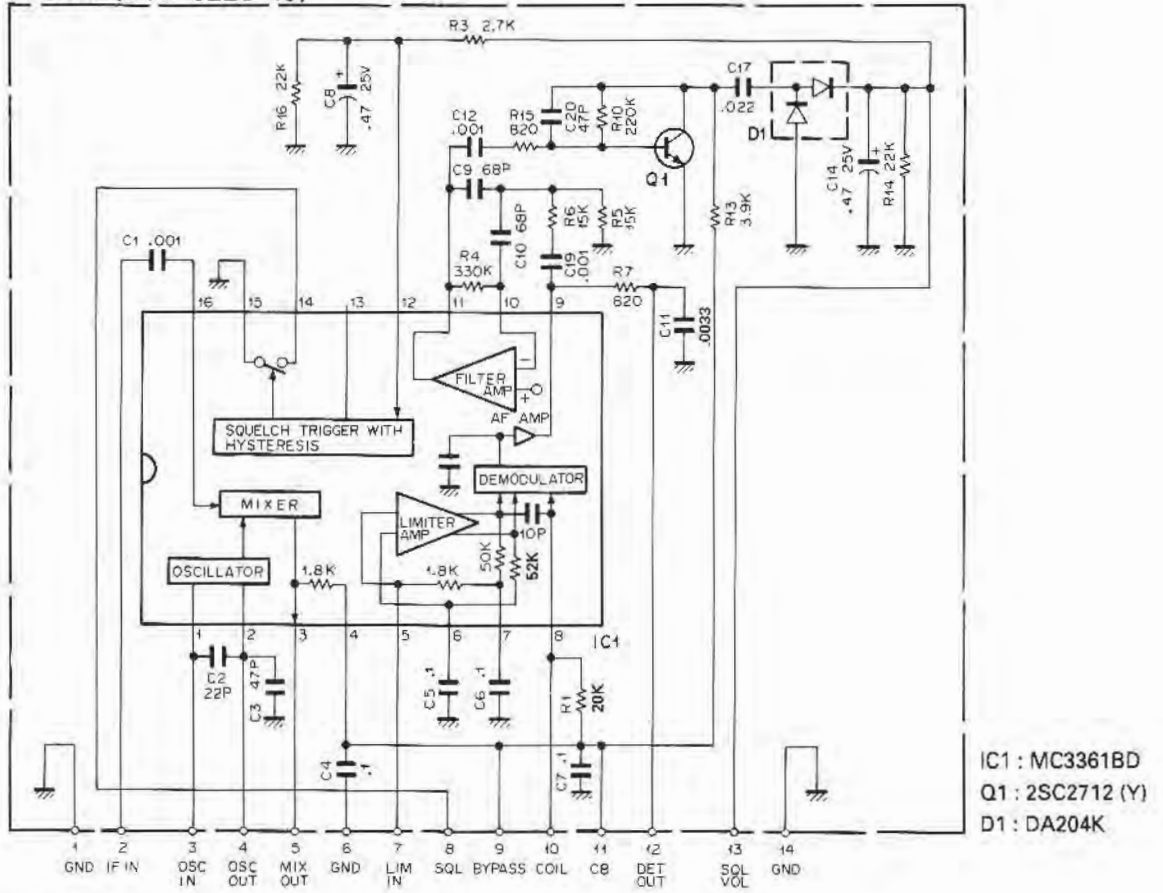 R3 2.7K
R16 22K
C8 + .47 25V
C12 .001
R15 820
C20 47P
R10 220K
C17 .022
D1
Q1
C14 + .47 25V
R14 22K
R13 3.9K
C9 68P
C10 68P
R6 15K
R5 15K
C1 .001
R4 330K
C19 .001
R7 620
C11 .0033
16 15 14 13 12 11 10 9
FILTER AMP
− +
AF AMP
SQUELCH TRIGGER WITH HYSTERESIS
DEMODULATOR
MIXER
LIMITER AMP
10P
50K
52K
OSCILLATOR
1.8K
1.8K
1 2 3 4 5 6 7 8
IC1
C2 22P
C3 47P
C5 .1
C6 .1
R1 20K
C4 .1
C7 .1
IC1 : MC3361BD
Q1 : 2SC2712 (Y)
D1 : DA204K
1 2 3 4 5 6 7 8 9 10 11 12 13 14
GND IF IN OSC IN OSC OUT MIX OUT GND LIM IN SQL BYPASS COIL CB DET OUT SQL VOL GND